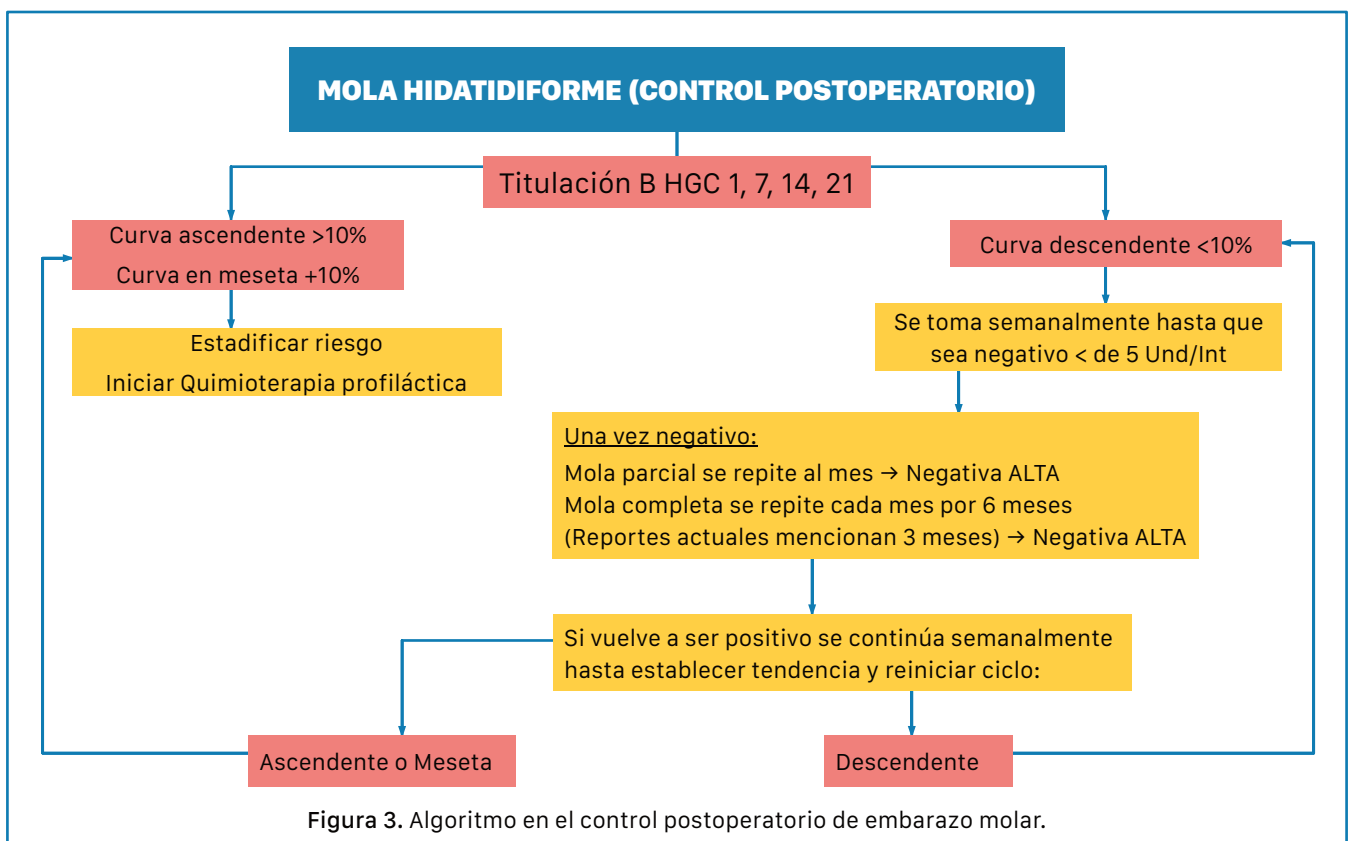 MOLA HIDATIDIFORME (CONTROL POSTOPERATORIO)
Titulación B HGC 1, 7, 14, 21
Curva ascendente >10%
Curva en meseta +10%
Curva descendente <10%
Estadificar riesgo
Iniciar Quimioterapia profiláctica
Se toma semanalmente hasta que
sea negativo < de 5 Und/Int
Una vez negativo:
Mola parcial se repite al mes → Negativa ALTA
Mola completa se repite cada mes por 6 meses
(Reportes actuales mencionan 3 meses) → Negativa ALTA
Si vuelve a ser positivo se continúa semanalmente
hasta establecer tendencia y reiniciar ciclo:
Ascendente o Meseta
Descendente
Figura 3. Algoritmo en el control postoperatorio de embarazo molar.